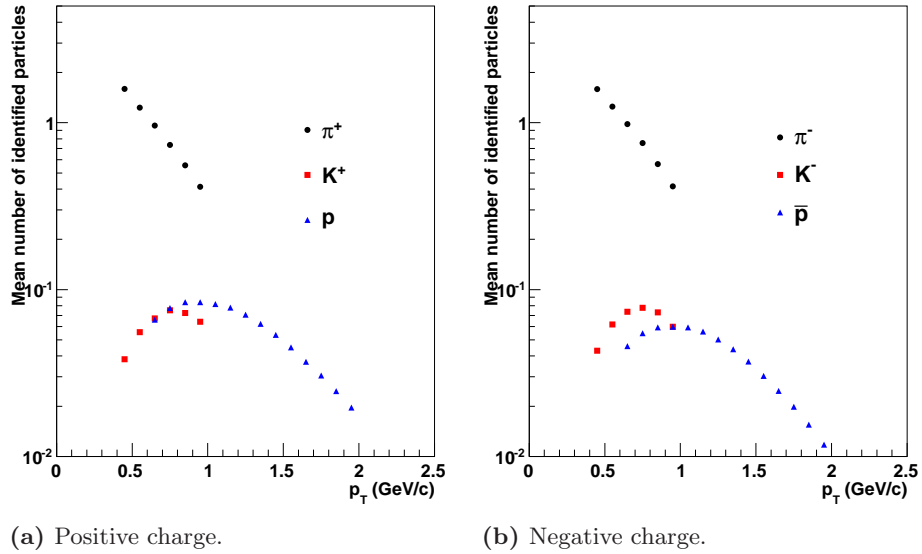 Mean number of identified particles
1
10^-1
10^-2
π^+
K^+
p
0 0.5 1 1.5 2 2.5
p_T (GeV/c)
(a) Positive charge.
Mean number of identified particles
1
10^-1
10^-2
π^-
K^-
p̅
0 0.5 1 1.5 2 2.5
p_T (GeV/c)
(b) Negative charge.